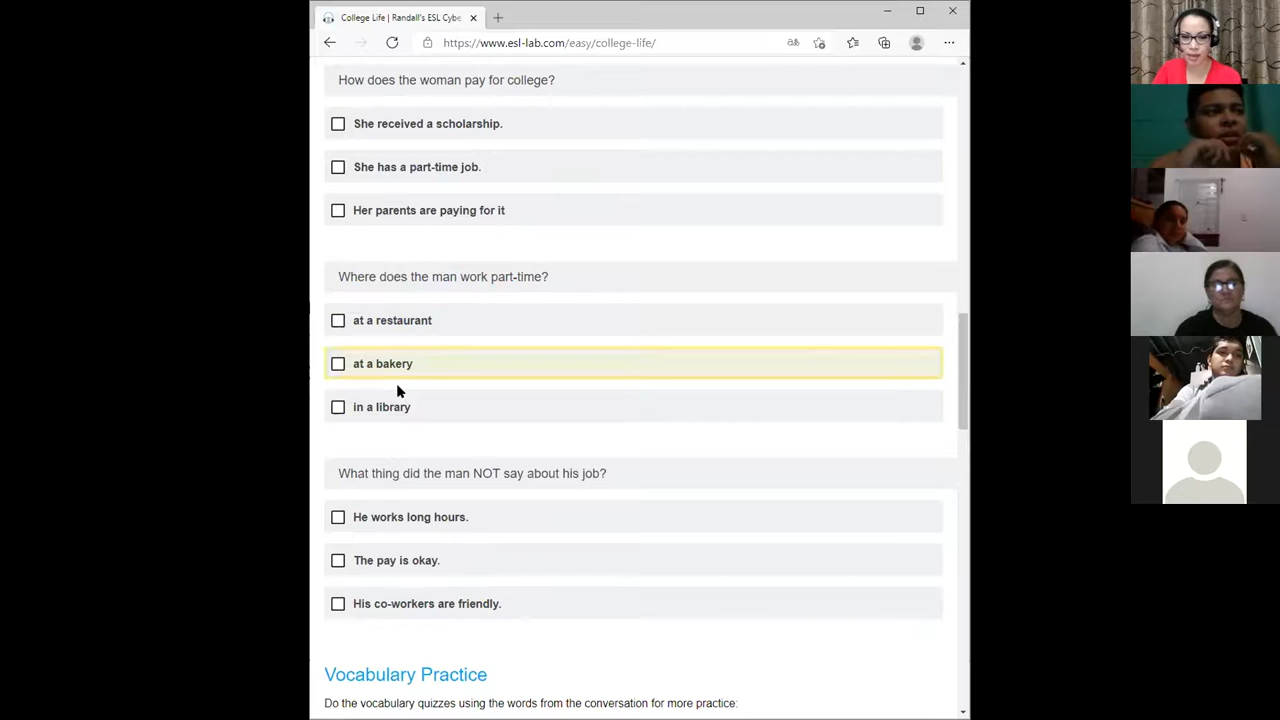 College Life | Randall's ESL Cybe
https://www.esl-lab.com/easy/college-life/
How does the woman pay for college?
She received a scholarship.
She has a part-time job.
Her parents are paying for it
Where does the man work part-time?
at a restaurant
at a bakery
in a library
What thing did the man NOT say about his job?
He works long hours.
The pay is okay.
His co-workers are friendly.
Vocabulary Practice
Do the vocabulary quizzes using the words from the conversation for more practice: